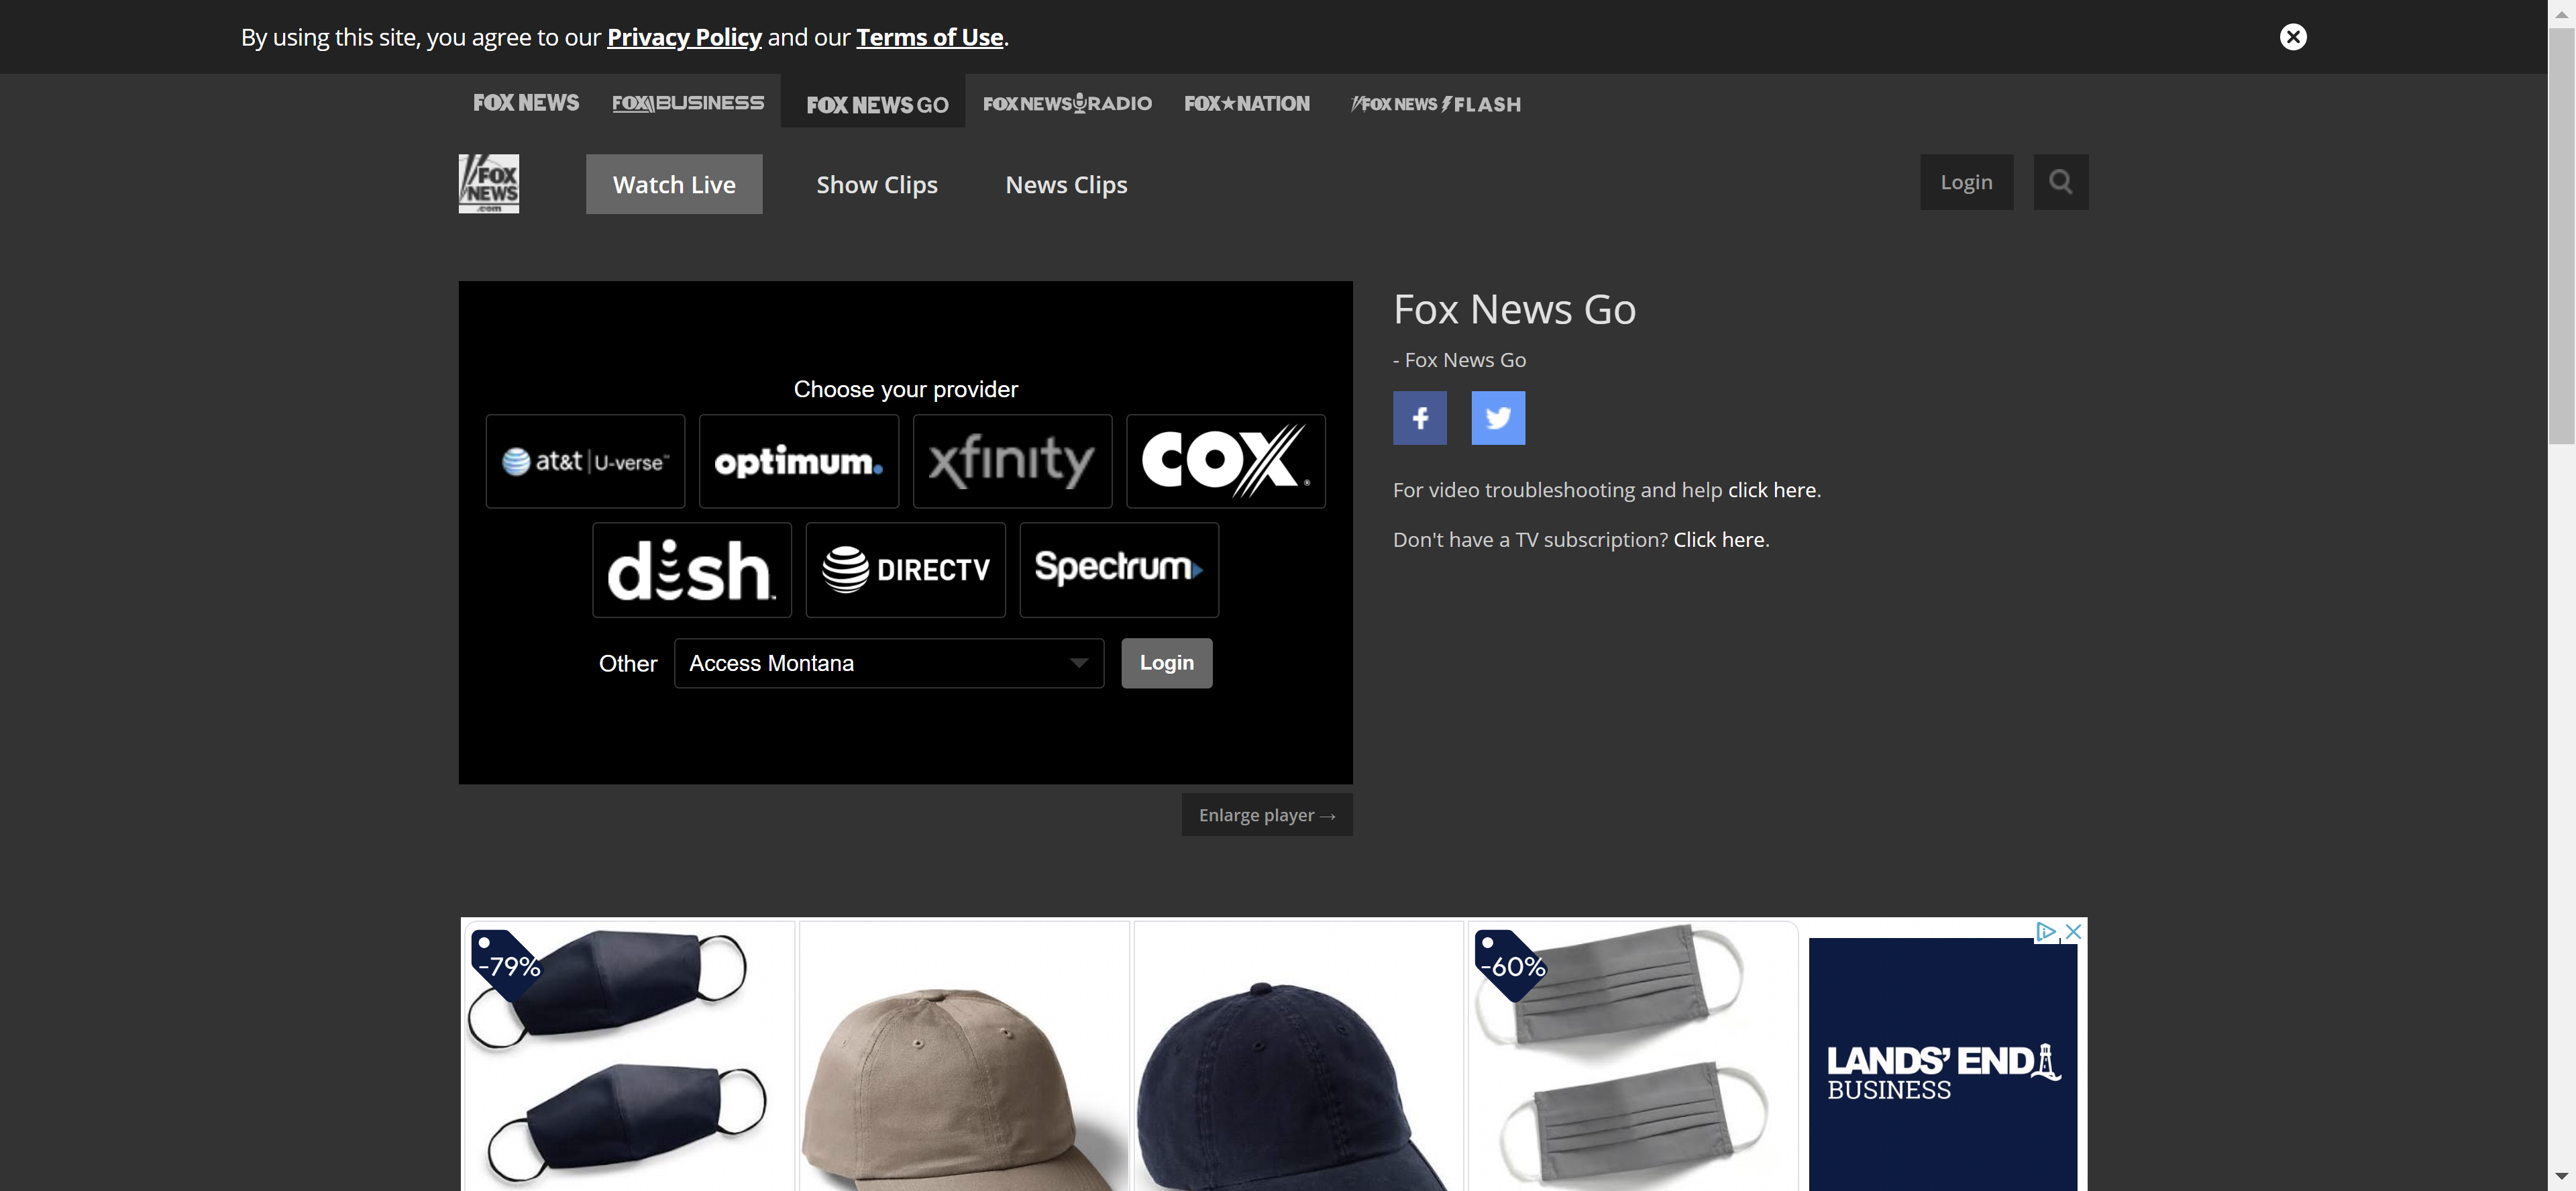 By using this site, you agree to our Privacy Policy and our Terms of Use.
FOX NEWS FOX BUSINESS FOX NEWS GO FOX NEWS RADIO FOX NATION FOX NEWS FLASH
FOX NEWS .com
Watch Live Show Clips News Clips Login
Fox News Go
- Fox News Go
Choose your provider
at&t U-verse optimum. xfinity COX
dish DIRECTV Spectrum
Other Access Montana Login
For video troubleshooting and help click here.
Don't have a TV subscription? Click here.
Enlarge player →
-79%
-60%
LANDS' END
BUSINESS